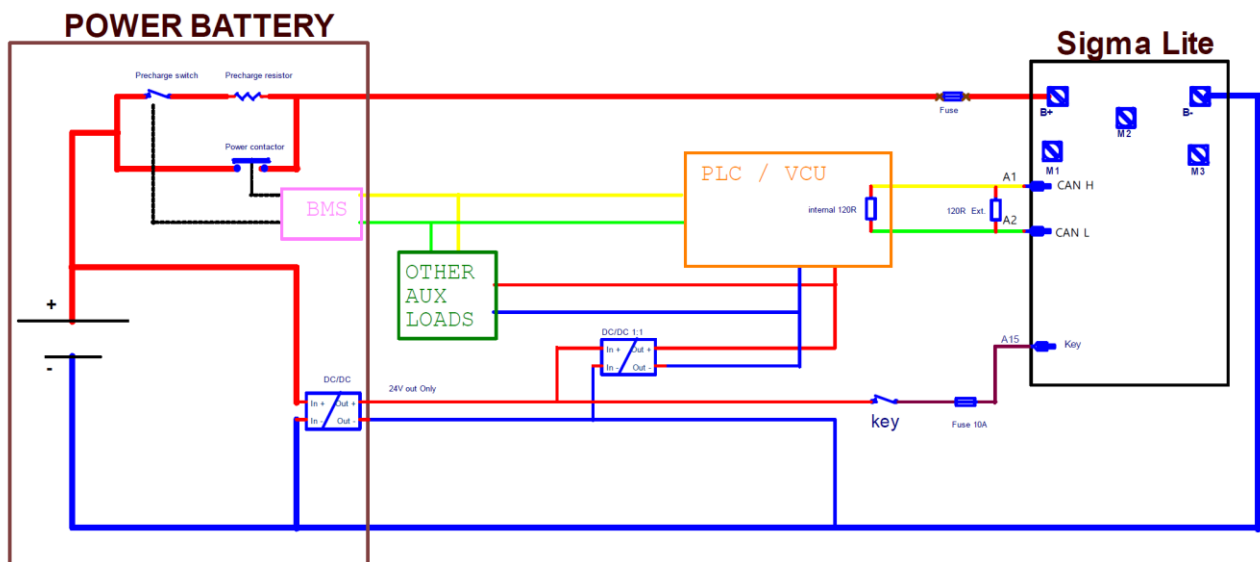 POWER BATTERY
Sigma Lite
Precharge switch
Precharge resistor
Fuse
B+
B-
M2
Power contactor
M1
M3
PLC / VCU
A1
CAN H
BMS
internal 120R
120R Ext.
A2
CAN L
OTHER
AUX
LOADS
+
-
DC/DC 1:1
In + Out +
In - Out -
A15
Key
DC/DC
24V out Only
In + Out +
In - Out -
key
Fuse 10A